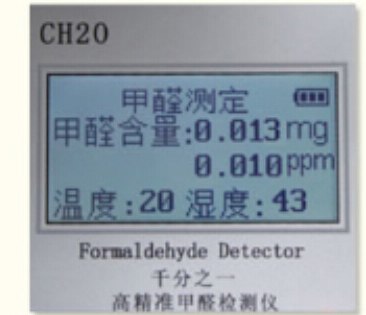 CH2O
甲醛测定
甲醛含量:0.013mg
0.010ppm
温度:20 湿度:43
Formaldehyde Detector
千分之一
高精准甲醛检测仪